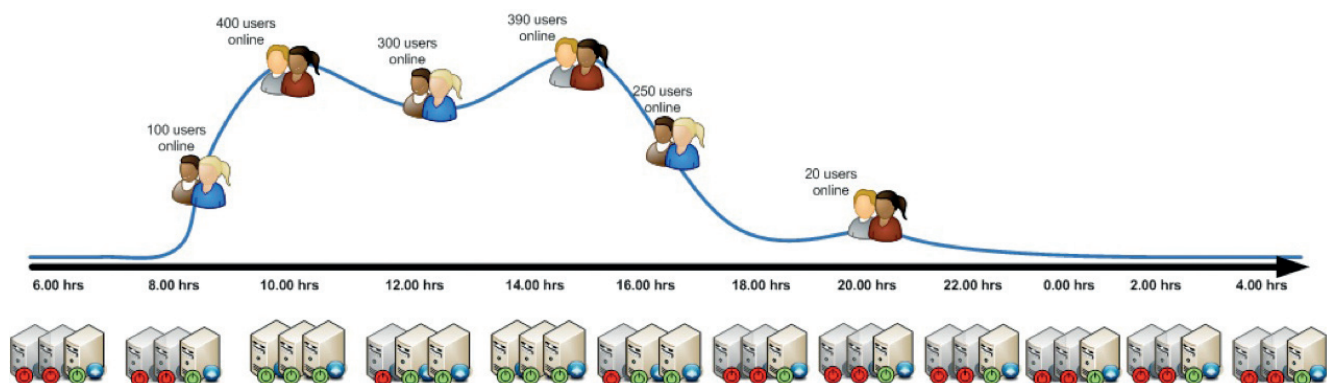 400 users
online
300 users
online
390 users
online
250 users
online
100 users
online
20 users
online
6.00 hrs
8.00 hrs
10.00 hrs
12.00 hrs
14.00 hrs
16.00 hrs
18.00 hrs
20.00 hrs
22.00 hrs
0.00 hrs
2.00 hrs
4.00 hrs